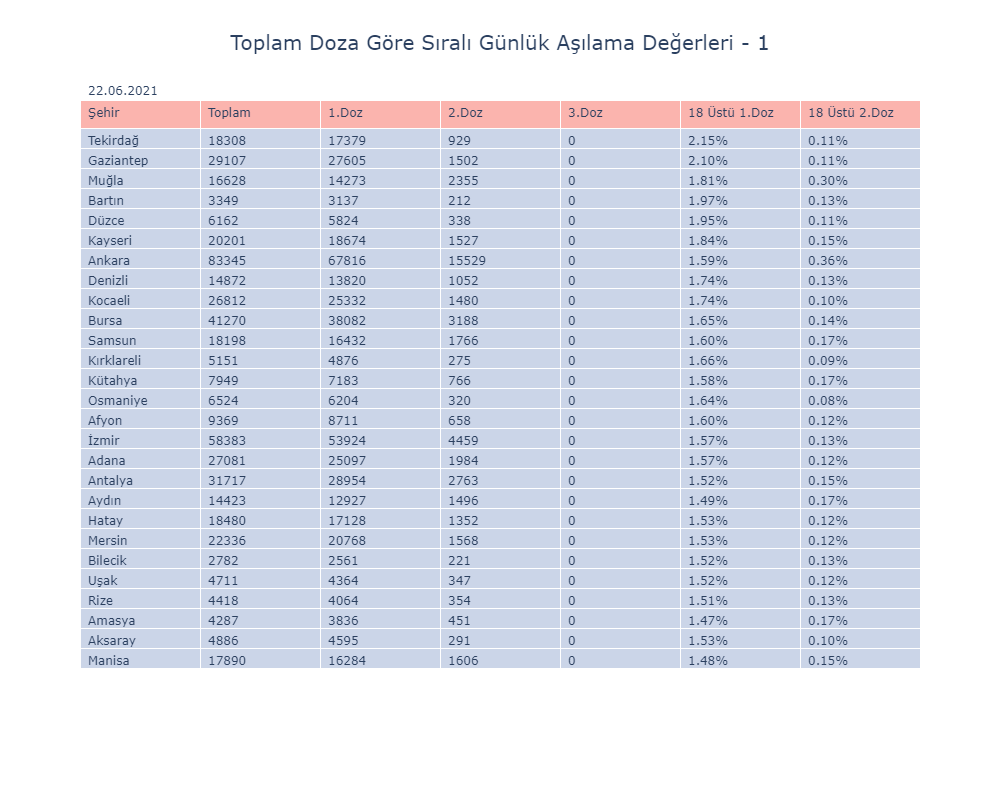 Toplam Doza Göre Sıralı Günlük Aşılama Değerleri - 1
22.06.2021
Şehir Toplam 1.Doz 2.Doz 3.Doz 18 Üstü 1.Doz 18 Üstü 2.Doz
Tekirdağ 18308 17379 929 0 2.15% 0.11%
Gaziantep 29107 27605 1502 0 2.10% 0.11%
Muğla 16628 14273 2355 0 1.81% 0.30%
Bartın 3349 3137 212 0 1.97% 0.13%
Düzce 6162 5824 338 0 1.95% 0.11%
Kayseri 20201 18674 1527 0 1.84% 0.15%
Ankara 83345 67816 15529 0 1.59% 0.36%
Denizli 14872 13820 1052 0 1.74% 0.13%
Kocaeli 26812 25332 1480 0 1.74% 0.10%
Bursa 41270 38082 3188 0 1.65% 0.14%
Samsun 18198 16432 1766 0 1.60% 0.17%
Kırklareli 5151 4876 275 0 1.66% 0.09%
Kütahya 7949 7183 766 0 1.58% 0.17%
Osmaniye 6524 6204 320 0 1.64% 0.08%
Afyon 9369 8711 658 0 1.60% 0.12%
İzmir 58383 53924 4459 0 1.57% 0.13%
Adana 27081 25097 1984 0 1.57% 0.12%
Antalya 31717 28954 2763 0 1.52% 0.15%
Aydın 14423 12927 1496 0 1.49% 0.17%
Hatay 18480 17128 1352 0 1.53% 0.12%
Mersin 22336 20768 1568 0 1.53% 0.12%
Bilecik 2782 2561 221 0 1.52% 0.13%
Uşak 4711 4364 347 0 1.52% 0.12%
Rize 4418 4064 354 0 1.51% 0.13%
Amasya 4287 3836 451 0 1.47% 0.17%
Aksaray 4886 4595 291 0 1.53% 0.10%
Manisa 17890 16284 1606 0 1.48% 0.15%